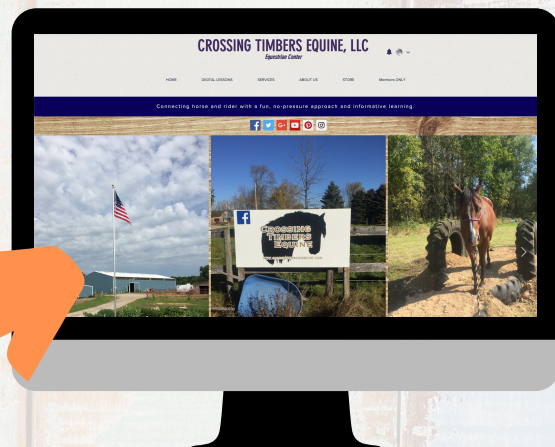 CROSSING TIMBERS EQUINE, LLC
Equestrian Center
HOME DIGITAL LESSONS SERVICES ABOUT US STORE Members ONLY
Connecting horse and rider with a fun, no-pressure approach and informative learning.
CROSSING
TIMBERS
EQUINE